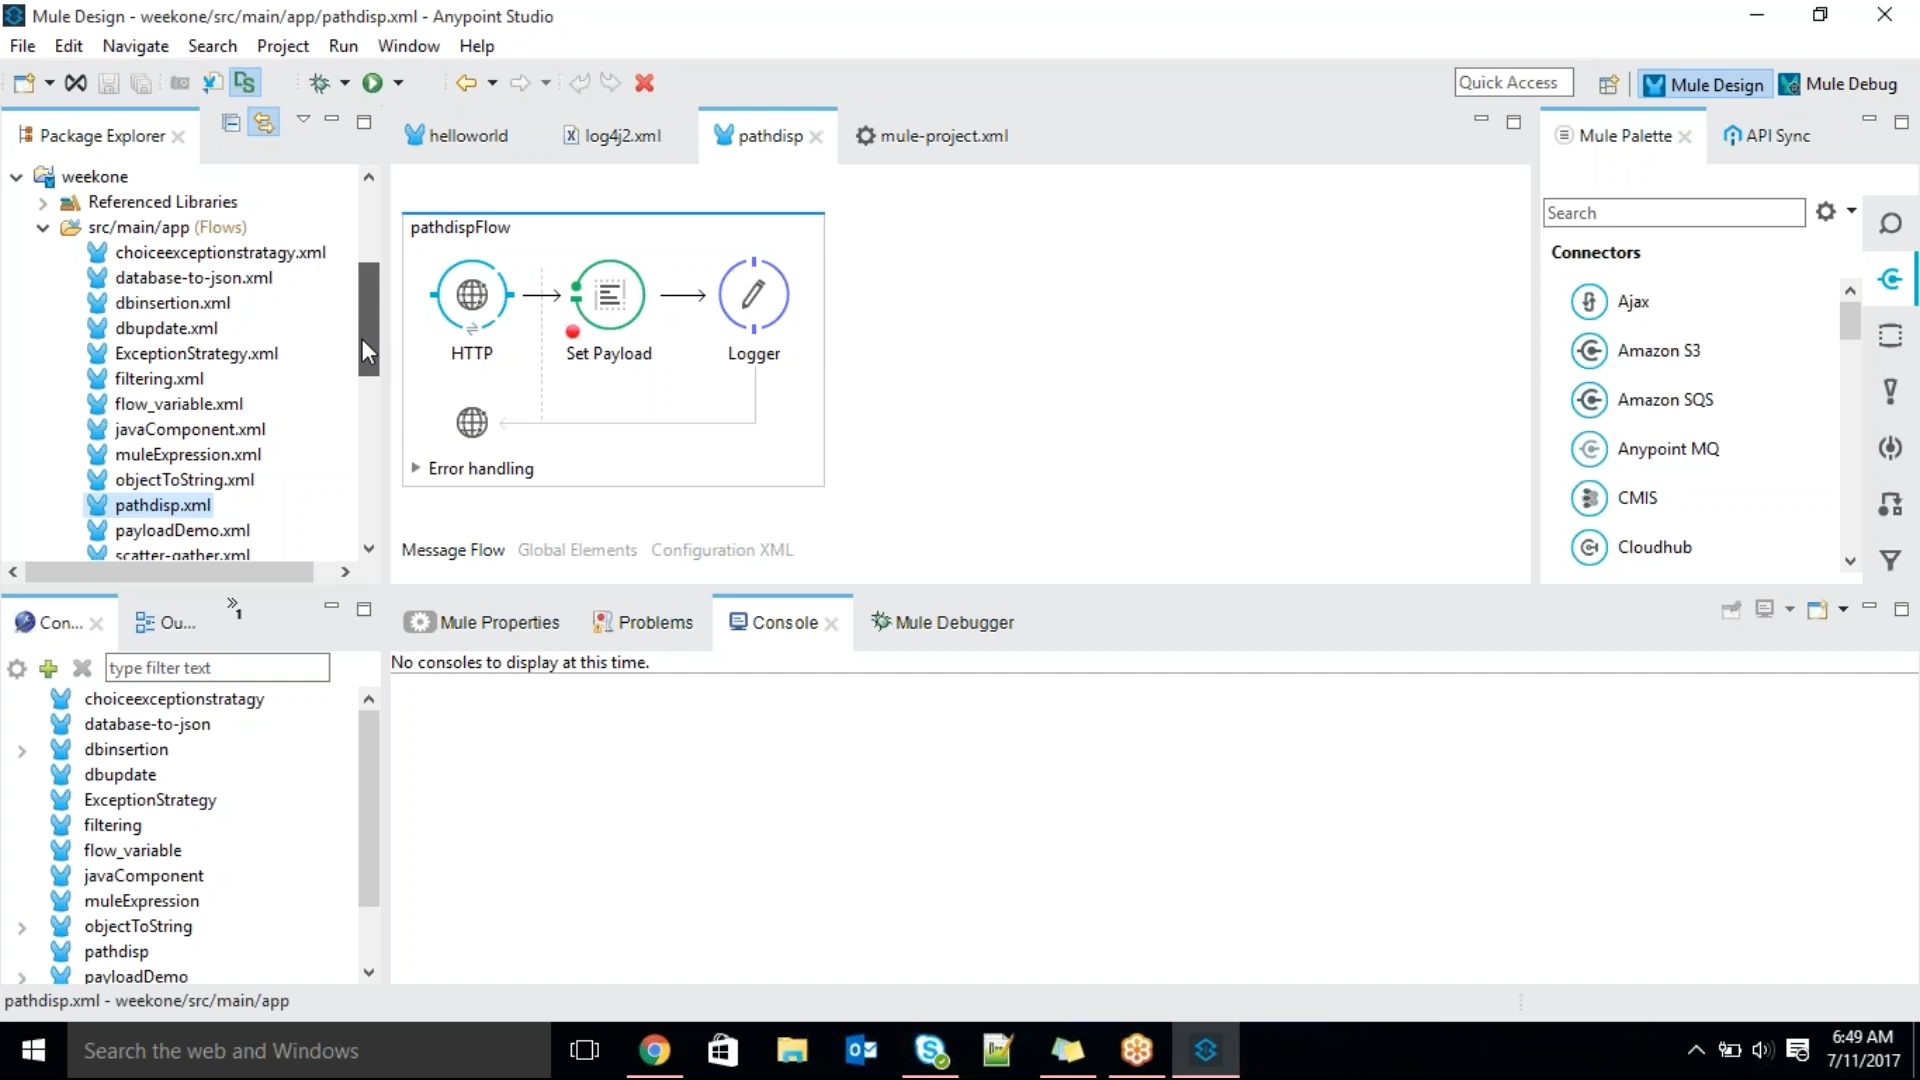 Mule Design - weekone/src/main/app/pathdisp.xml - Anypoint Studio
File Edit Navigate Search Project Run Window Help
Quick Access
Mule Design
Mule Debug
Package Explorer
helloworld
log4j2.xml
pathdisp
mule-project.xml
Mule Palette
API Sync
weekone
Referenced Libraries
src/main/app (Flows)
choiceexceptionstratagy.xml
database-to-json.xml
dbinsertion.xml
dbupdate.xml
ExceptionStrategy.xml
filtering.xml
flow_variable.xml
javaComponent.xml
muleExpression.xml
objectToString.xml
pathdisp.xml
payloadDemo.xml
scatter-gather.xml
pathdispFlow
HTTP
Set Payload
Logger
Error handling
Message Flow Global Elements Configuration XML
Search
Connectors
Ajax
Amazon S3
Amazon SQS
Anypoint MQ
CMIS
Cloudhub
Con...
Ou...
1
Mule Properties
Problems
Console
Mule Debugger
type filter text
No consoles to display at this time.
choiceexceptionstratagy
database-to-json
dbinsertion
dbupdate
ExceptionStrategy
filtering
flow_variable
javaComponent
muleExpression
objectToString
pathdisp
payloadDemo
pathdisp.xml - weekone/src/main/app
Search the web and Windows
6:49 AM
7/11/2017